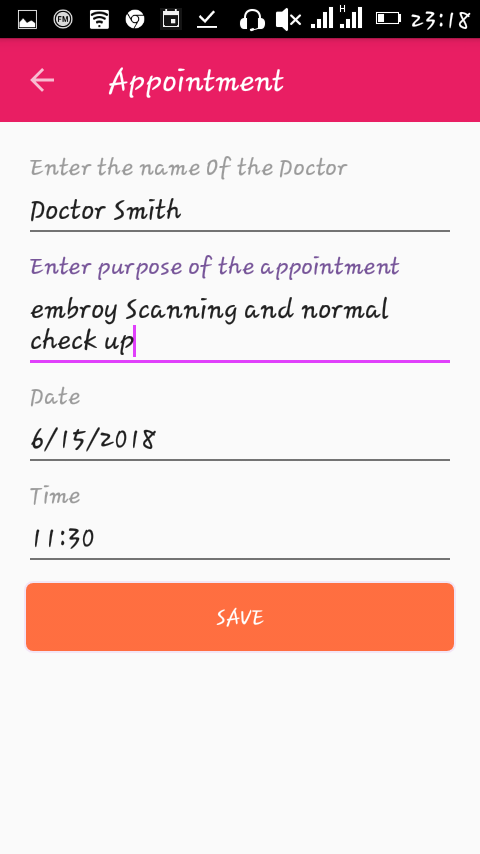 FM
H
23:18
Appointment
Enter the name Of the Doctor
Doctor Smith
Enter purpose of the appointment
embroy Scanning and normal
check up
Date
6/15/2018
Time
11:30
SAVE